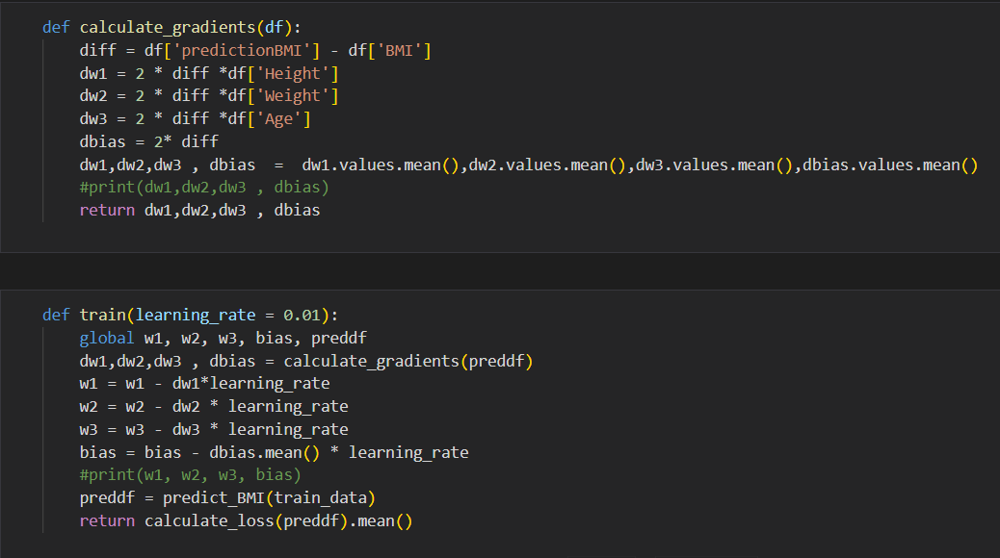 def calculate_gradients(df):
    diff = df['predictionBMI'] - df['BMI']
    dw1 = 2 * diff *df['Height']
    dw2 = 2 * diff *df['Weight']
    dw3 = 2 * diff *df['Age']
    dbias = 2* diff
    dw1,dw2,dw3 , dbias  =  dw1.values.mean(),dw2.values.mean(),dw3.values.mean(),dbias.values.mean()
    #print(dw1,dw2,dw3 , dbias)
    return dw1,dw2,dw3 , dbias
def train(learning_rate = 0.01):
    global w1, w2, w3, bias, preddf
    dw1,dw2,dw3 , dbias = calculate_gradients(preddf)
    w1 = w1 - dw1*learning_rate
    w2 = w2 - dw2 * learning_rate
    w3 = w3 - dw3 * learning_rate
    bias = bias - dbias.mean() * learning_rate
    #print(w1, w2, w3, bias)
    preddf = predict_BMI(train_data)
    return calculate_loss(preddf).mean()